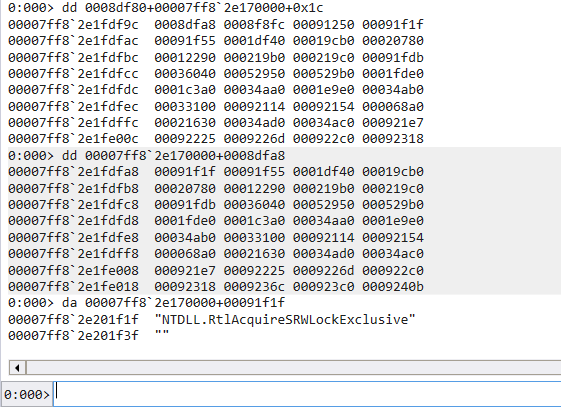 0:000> dd 0008df80+00007ff8`2e170000+0x1c
00007ff8`2e1fdf9c  0008dfa8 0008f8fc 00091250 00091f1f
00007ff8`2e1fdfac  00091f55 0001df40 00019cb0 00020780
00007ff8`2e1fdfbc  00012290 000219b0 000219c0 00091fdb
00007ff8`2e1fdfcc  00036040 00052950 000529b0 0001fde0
00007ff8`2e1fdfdc  0001c3a0 00034aa0 0001e9e0 00034ab0
00007ff8`2e1fdfec  00033100 00092114 00092154 000068a0
00007ff8`2e1fdffc  00021630 00034ad0 00034ac0 000921e7
00007ff8`2e1fe00c  00092225 0009226d 000922c0 00092318
0:000> dd 00007ff8`2e170000+0008dfa8
00007ff8`2e1fdfa8  00091f1f 00091f55 0001df40 00019cb0
00007ff8`2e1fdfb8  00020780 00012290 000219b0 000219c0
00007ff8`2e1fdfc8  00091fdb 00036040 00052950 000529b0
00007ff8`2e1fdfd8  0001fde0 0001c3a0 00034aa0 0001e9e0
00007ff8`2e1fdfe8  00034ab0 00033100 00092114 00092154
00007ff8`2e1fdff8  000068a0 00021630 00034ad0 00034ac0
00007ff8`2e1fe008  000921e7 00092225 0009226d 000922c0
00007ff8`2e1fe018  00092318 0009236c 000923c0 0009240b
0:000> da 00007ff8`2e170000+00091f1f
00007ff8`2e201f1f  "NTDLL.RtlAcquireSRWLockExclusive"
00007ff8`2e201f3f  ""
0:000>